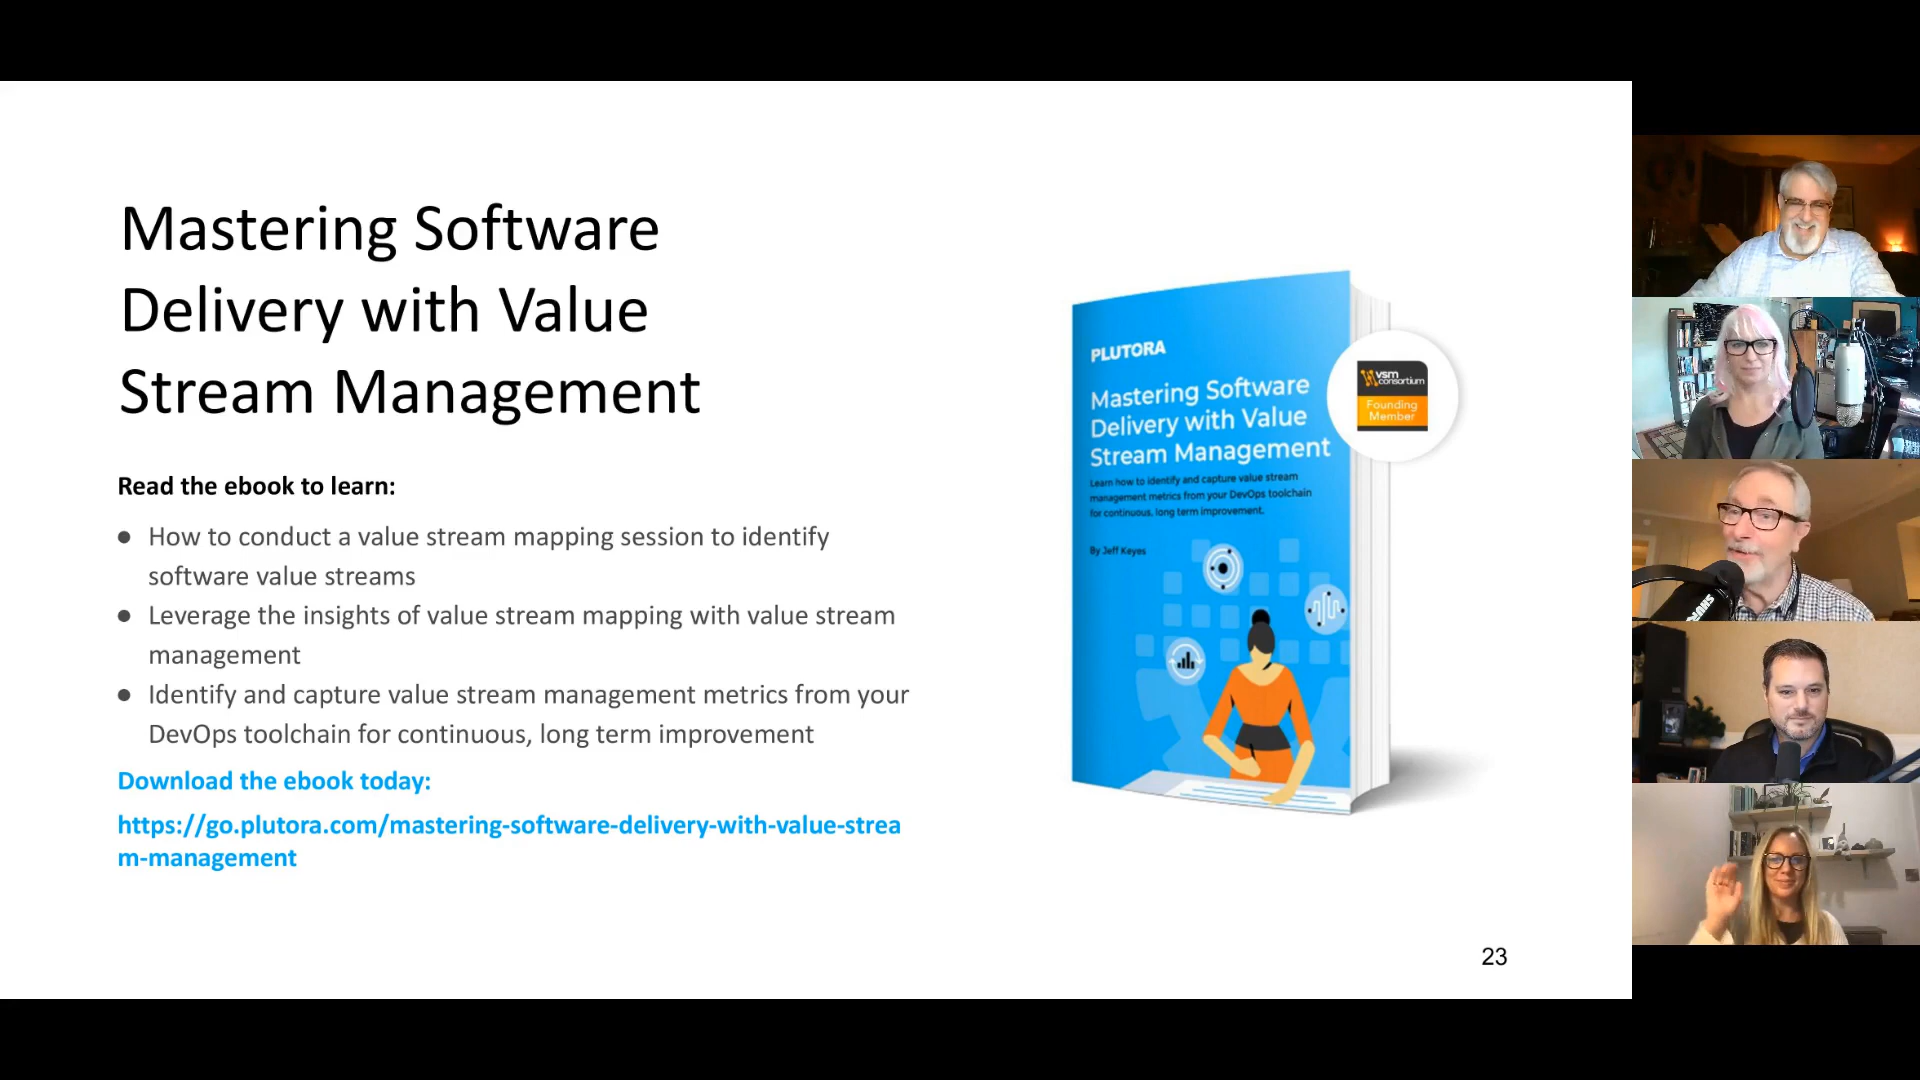 Mastering Software
Delivery with Value
Stream Management
Read the ebook to learn:
● How to conduct a value stream mapping session to identify
software value streams
● Leverage the insights of value stream mapping with value stream
management
● Identify and capture value stream management metrics from your
DevOps toolchain for continuous, long term improvement
Download the ebook today:
https://go.plutora.com/mastering-software-delivery-with-value-strea
m-management
PLUTORA
Mastering Software
Delivery with Value
Stream Management
Learn how to identify and capture value stream
management metrics from your DevOps toolchain
for continuous, long term improvement.
By Jeff Keyes
vsm
consortium
Founding
Member
23
SHURE